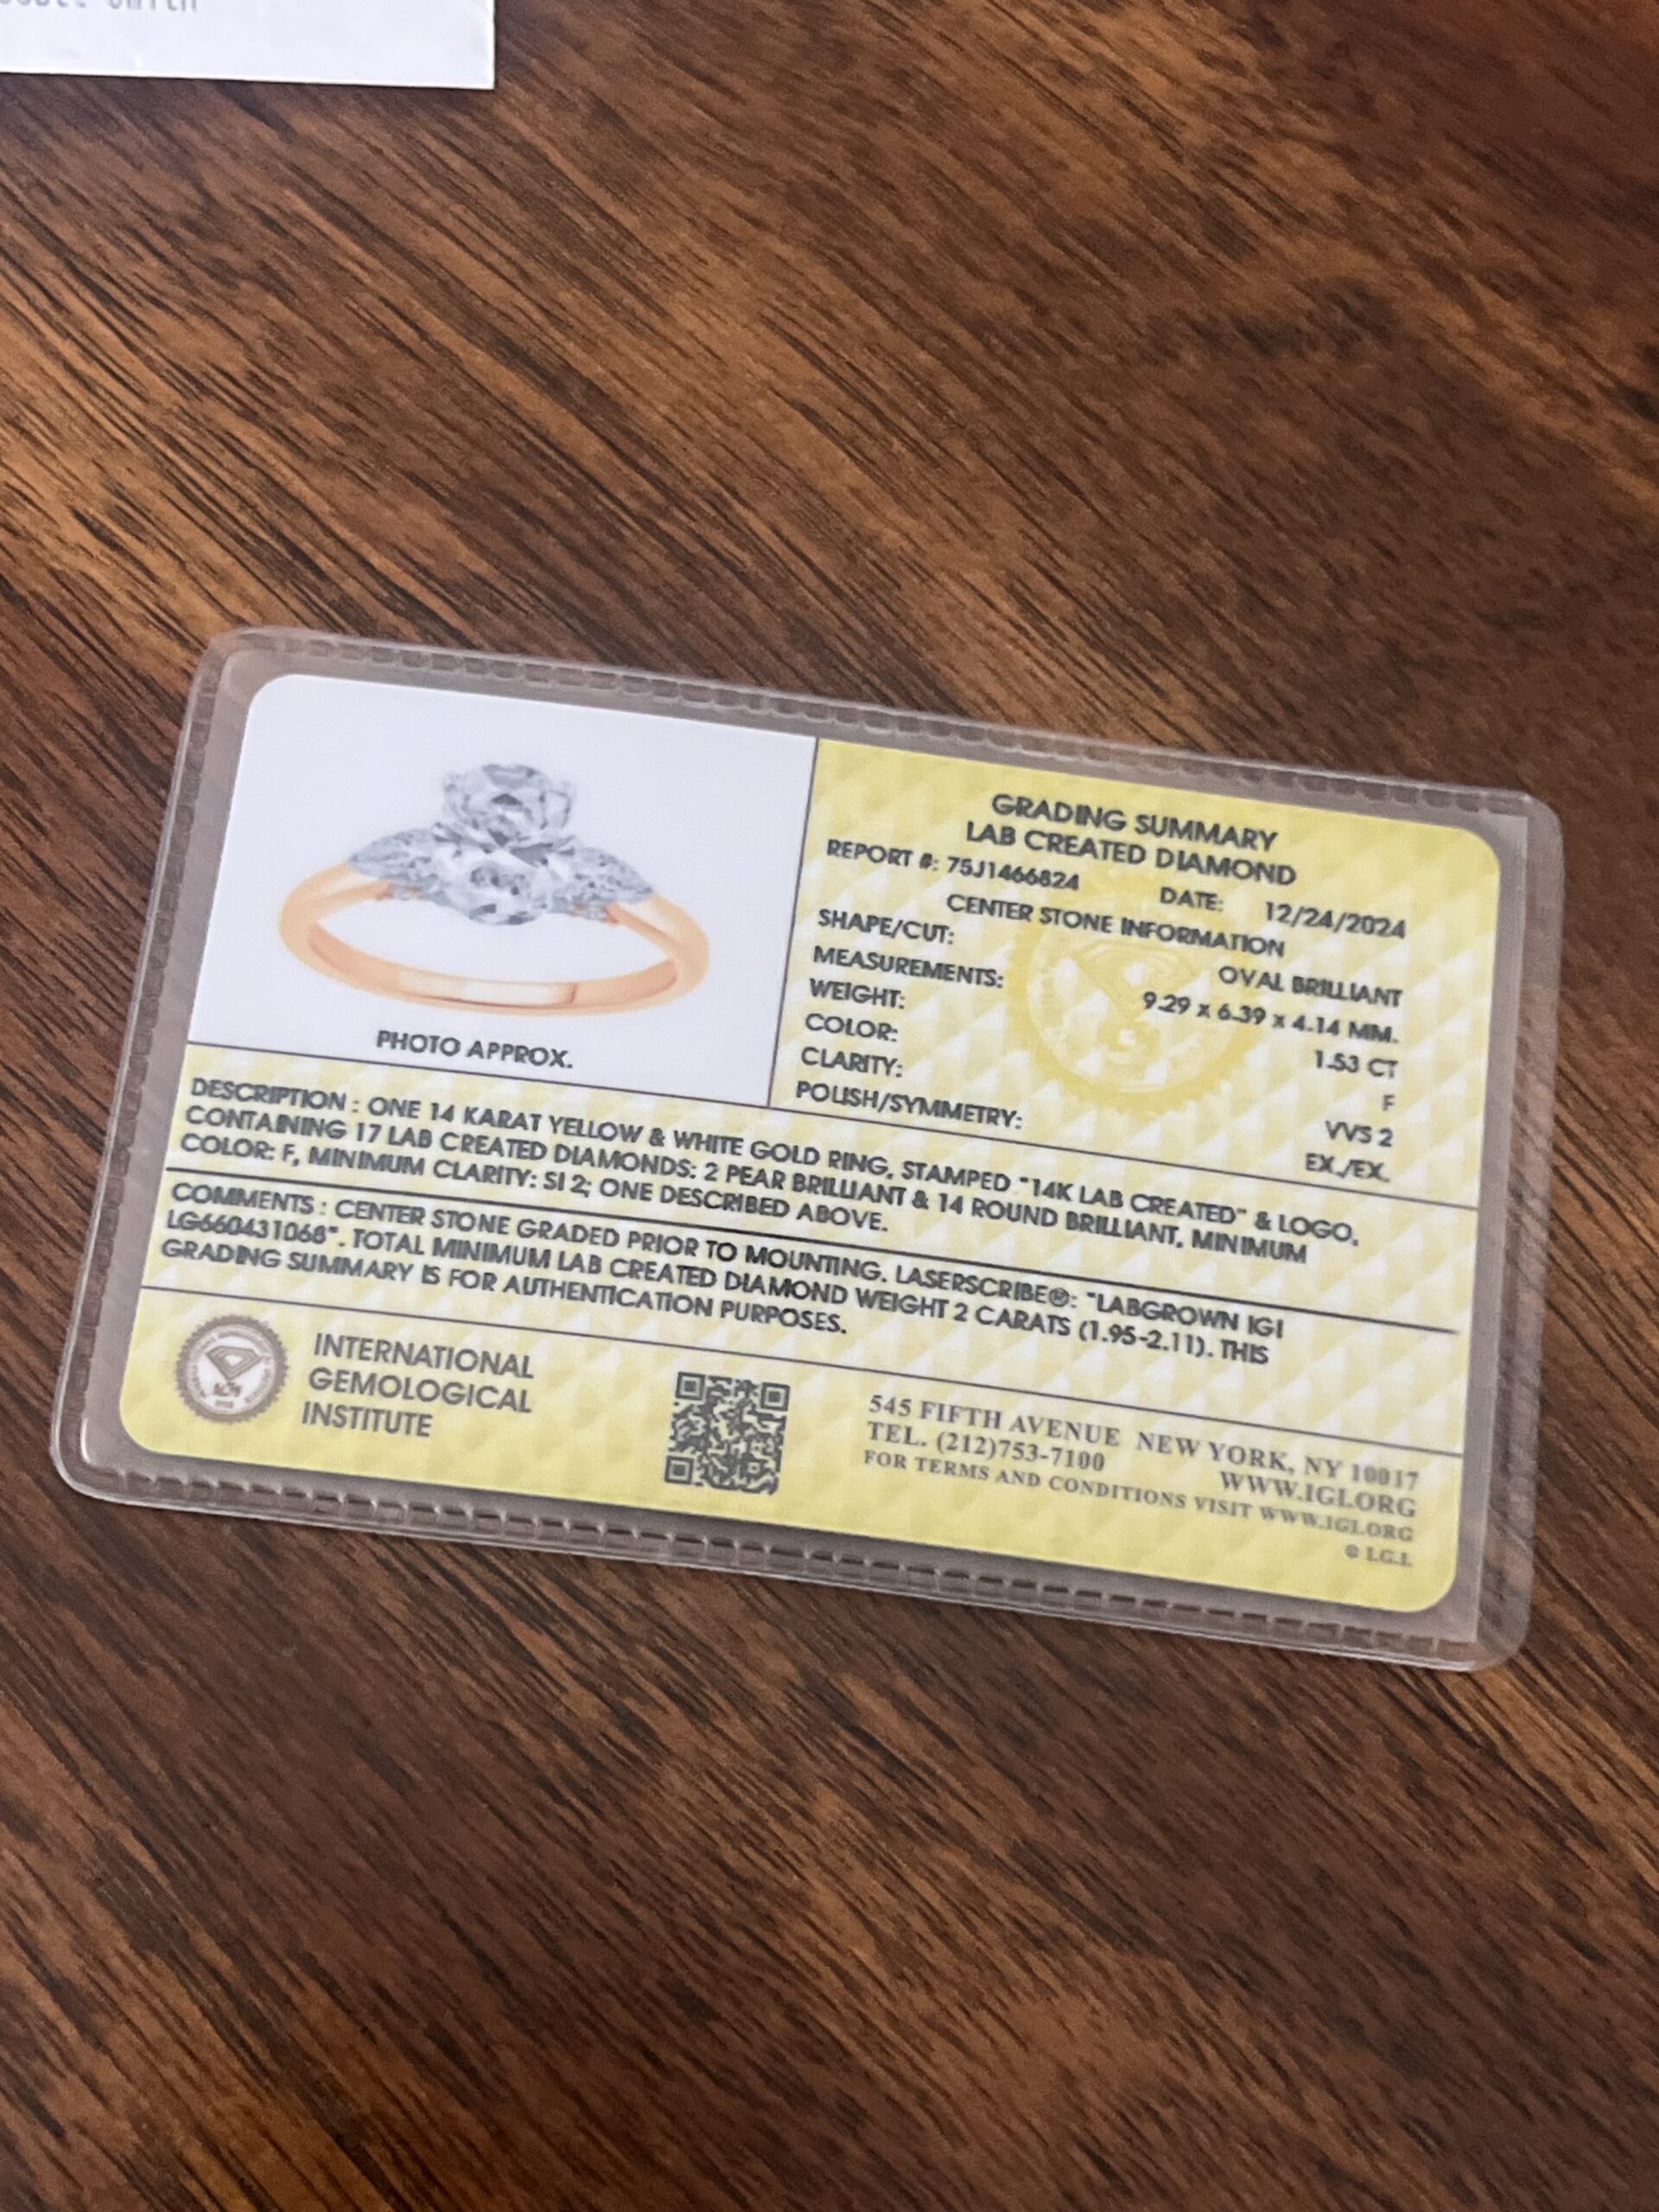 Smith
GRADING SUMMARY
LAB CREATED DIAMOND
REPORT #: 75J1466824 DATE: 12/24/2024
CENTER STONE INFORMATION
SHAPE/CUT: OVAL BRILLIANT
MEASUREMENTS: 9.29 x 6.39 x 4.14 MM.
WEIGHT: 1.53 CT
COLOR: F
CLARITY: VVS 2
POLISH/SYMMETRY: EX./EX.
PHOTO APPROX.
DESCRIPTION : ONE 14 KARAT YELLOW & WHITE GOLD RING, STAMPED "14K LAB CREATED" & LOGO,
CONTAINING 17 LAB CREATED DIAMONDS: 2 PEAR BRILLIANT & 14 ROUND BRILLIANT, MINIMUM
COLOR: F, MINIMUM CLARITY: SI 2; ONE DESCRIBED ABOVE.
COMMENTS : CENTER STONE GRADED PRIOR TO MOUNTING. LASERSCRIBE®: "LABGROWN IGI
LG660431068". TOTAL MINIMUM LAB CREATED DIAMOND WEIGHT 2 CARATS (1.95-2.11). THIS
GRADING SUMMARY IS FOR AUTHENTICATION PURPOSES.
INTERNATIONAL
GEMOLOGICAL
INSTITUTE
545 FIFTH AVENUE NEW YORK, NY 10017
TEL. (212)753-7100 WWW.IGI.ORG
FOR TERMS AND CONDITIONS VISIT WWW.IGI.ORG
© I.G.I.